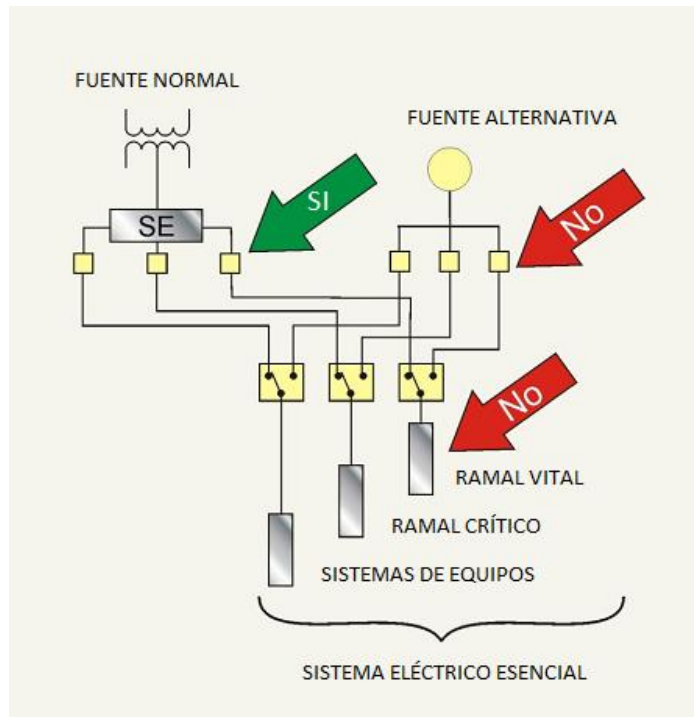 FUENTE NORMAL
FUENTE ALTERNATIVA
SI
No
SE
No
RAMAL VITAL
RAMAL CRÍTICO
SISTEMAS DE EQUIPOS
SISTEMA ELÉCTRICO ESENCIAL